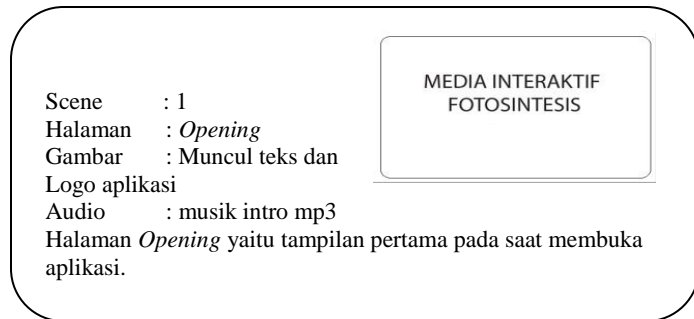 MEDIA INTERAKTIF
FOTOSINTESIS
Scene : 1
Halaman : Opening
Gambar : Muncul teks dan
Logo aplikasi
Audio : musik intro mp3
Halaman Opening yaitu tampilan pertama pada saat membuka
aplikasi.